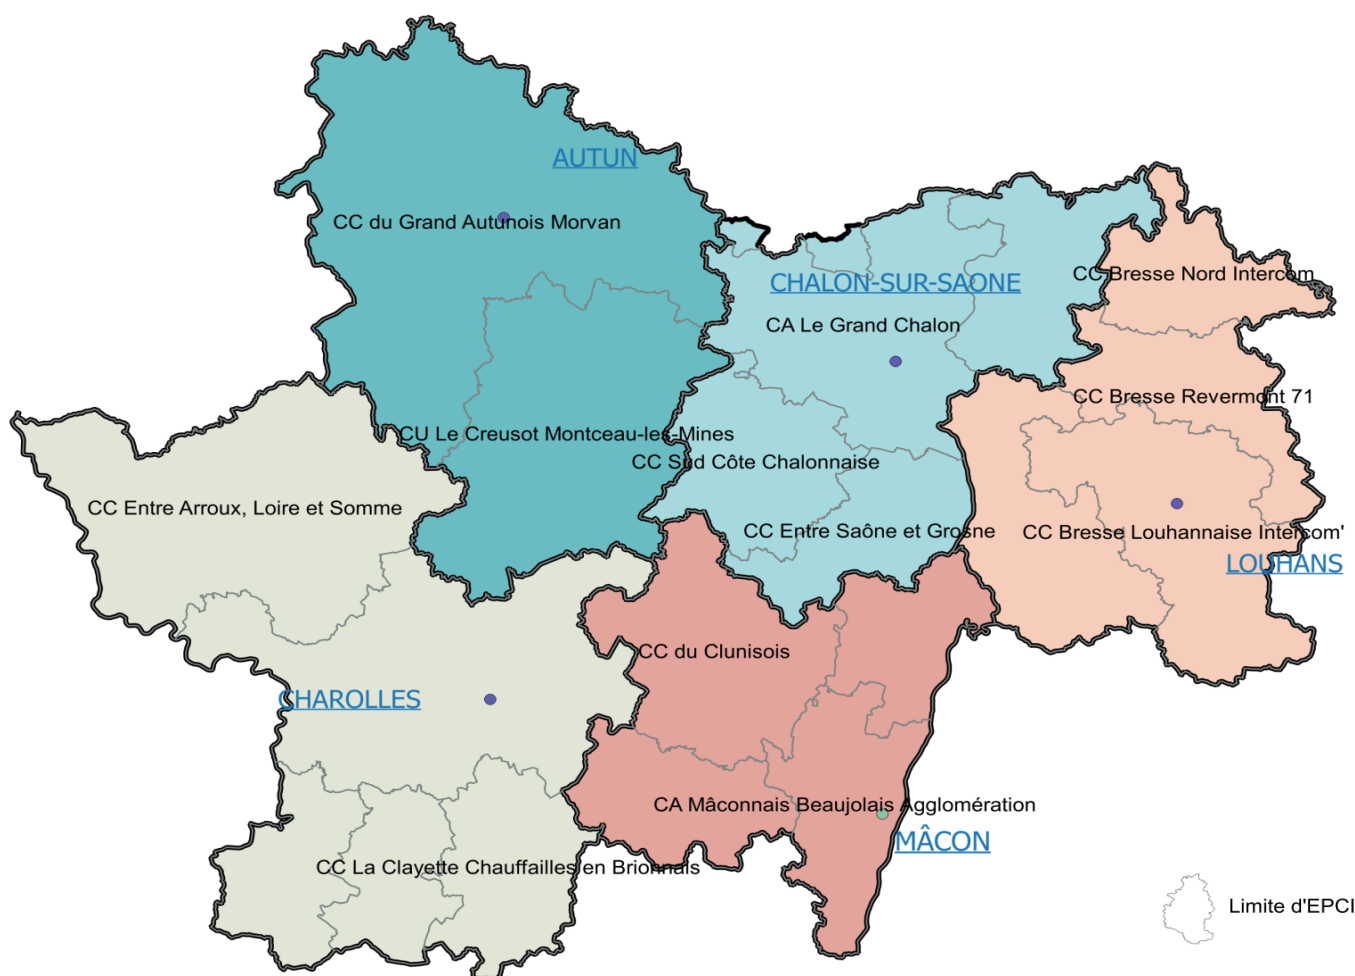 AUTUN
CC du Grand Autunois Morvan
CHALON-SUR-SAONE
CC Bresse Nord Intercom
CA Le Grand Chalon
CC Bresse Revermont 71
CU Le Creusot Montceau-les-Mines
CC Sud Côte Chalonnaise
CC Entre Arroux, Loire et Somme
CC Entre Saône et Grosne
CC Bresse Louhannaise Intercom'
LOUHANS
CC du Clunisois
CHAROLLES
CA Mâconnais Beaujolais Agglomération
MÂCON
CC La Clayette Chauffailles en Brionnais
Limite d'EPCI